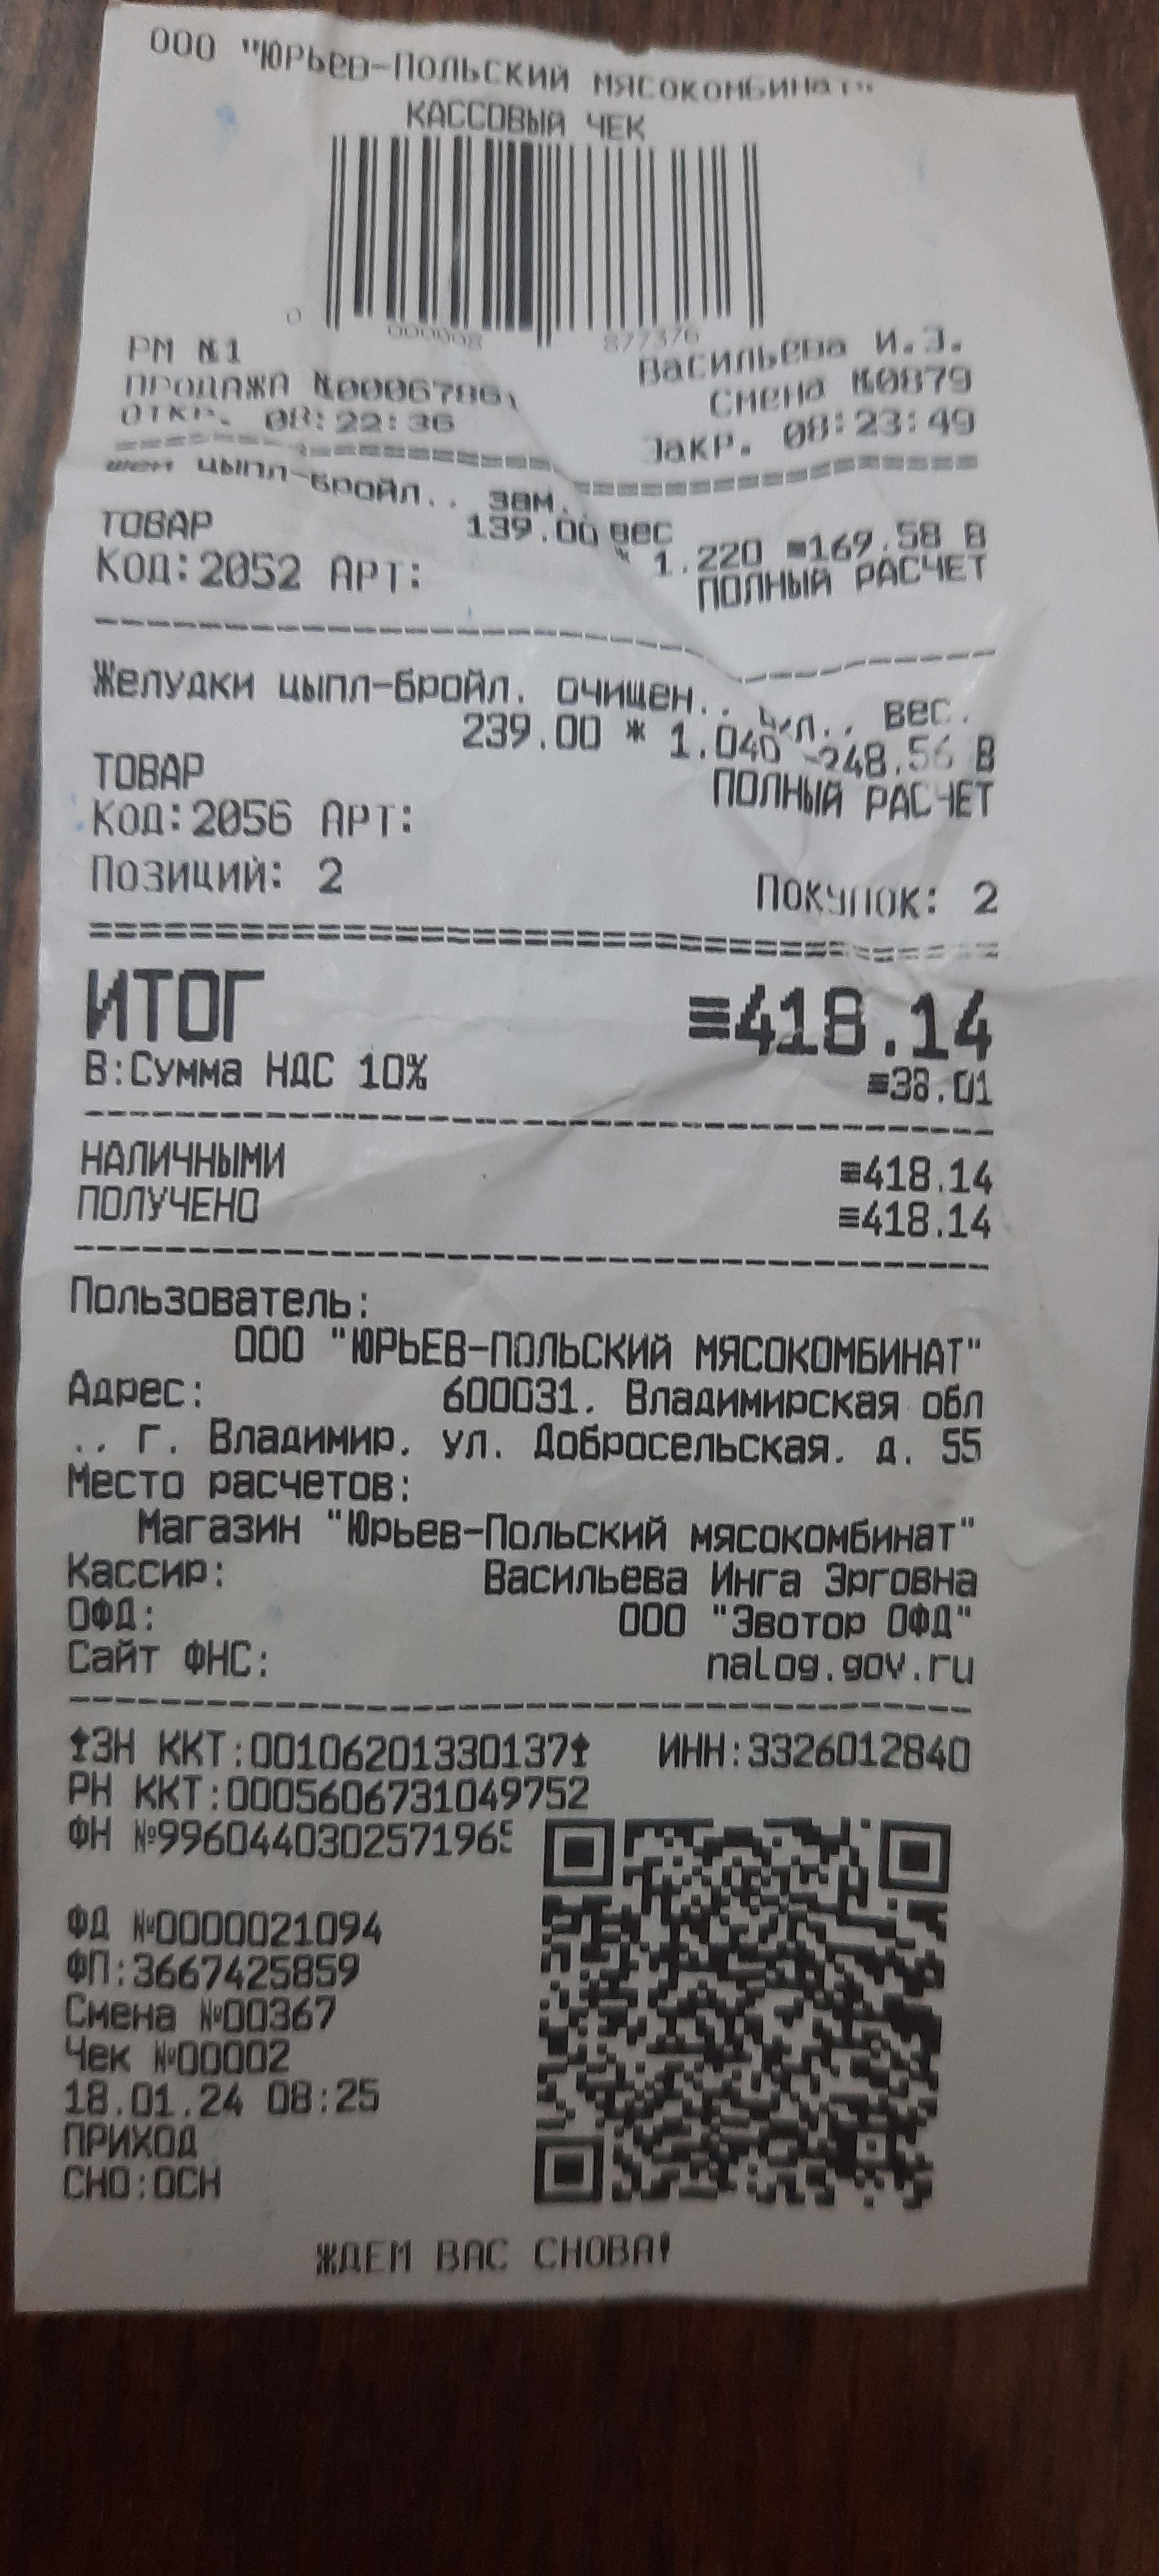 ООО "Юрьев-Польский мясокомбинат"
КАССОВЫЙ ЧЕК
0 000008 877376
РМ №1 Васильева И.Э.
ПРОДАЖА №0006786 Смена №0879
ОТКР. 08:22:36 Закр. 08:23:49
цыпл-бройл.. зам.. вес
139.00 * 1.220 ≡169.58 В
ТОВАР ПОЛНЫЙ РАСЧЕТ
Код:2052 АРТ:
Желудки цыпл-бройл. очищен.. вес.
239.00 * 1.040 ≡248.56 В
ТОВАР ПОЛНЫЙ РАСЧЕТ
Код:2056 АРТ:
Позиций: 2 Покупок: 2
ИТОГ ≡418.14
В:Сумма НДС 10% ≡38.01
НАЛИЧНЫМИ ≡418.14
ПОЛУЧЕНО ≡418.14
Пользователь:
ООО "ЮРЬЕВ-ПОЛЬСКИЙ МЯСОКОМБИНАТ"
Адрес: 600031. Владимирская обл
.. г. Владимир. ул. Добросельская. д. 55
Место расчетов:
Магазин "Юрьев-Польский мясокомбинат"
Кассир: Васильева Инга Эрговна
ОФД: ООО "Эвотор ОФД"
Сайт ФНС: nalog.gov.ru
ЗН ККТ:00106201330137 ИНН:3326012840
РН ККТ:0005606731049752
ФН №9960440302571965
ФД №0000021094
ФП:3667425859
Смена №00367
Чек №00002
18.01.24 08:25
ПРИХОД
СНО:ОСН
ЖДЕМ ВАС СНОВА!